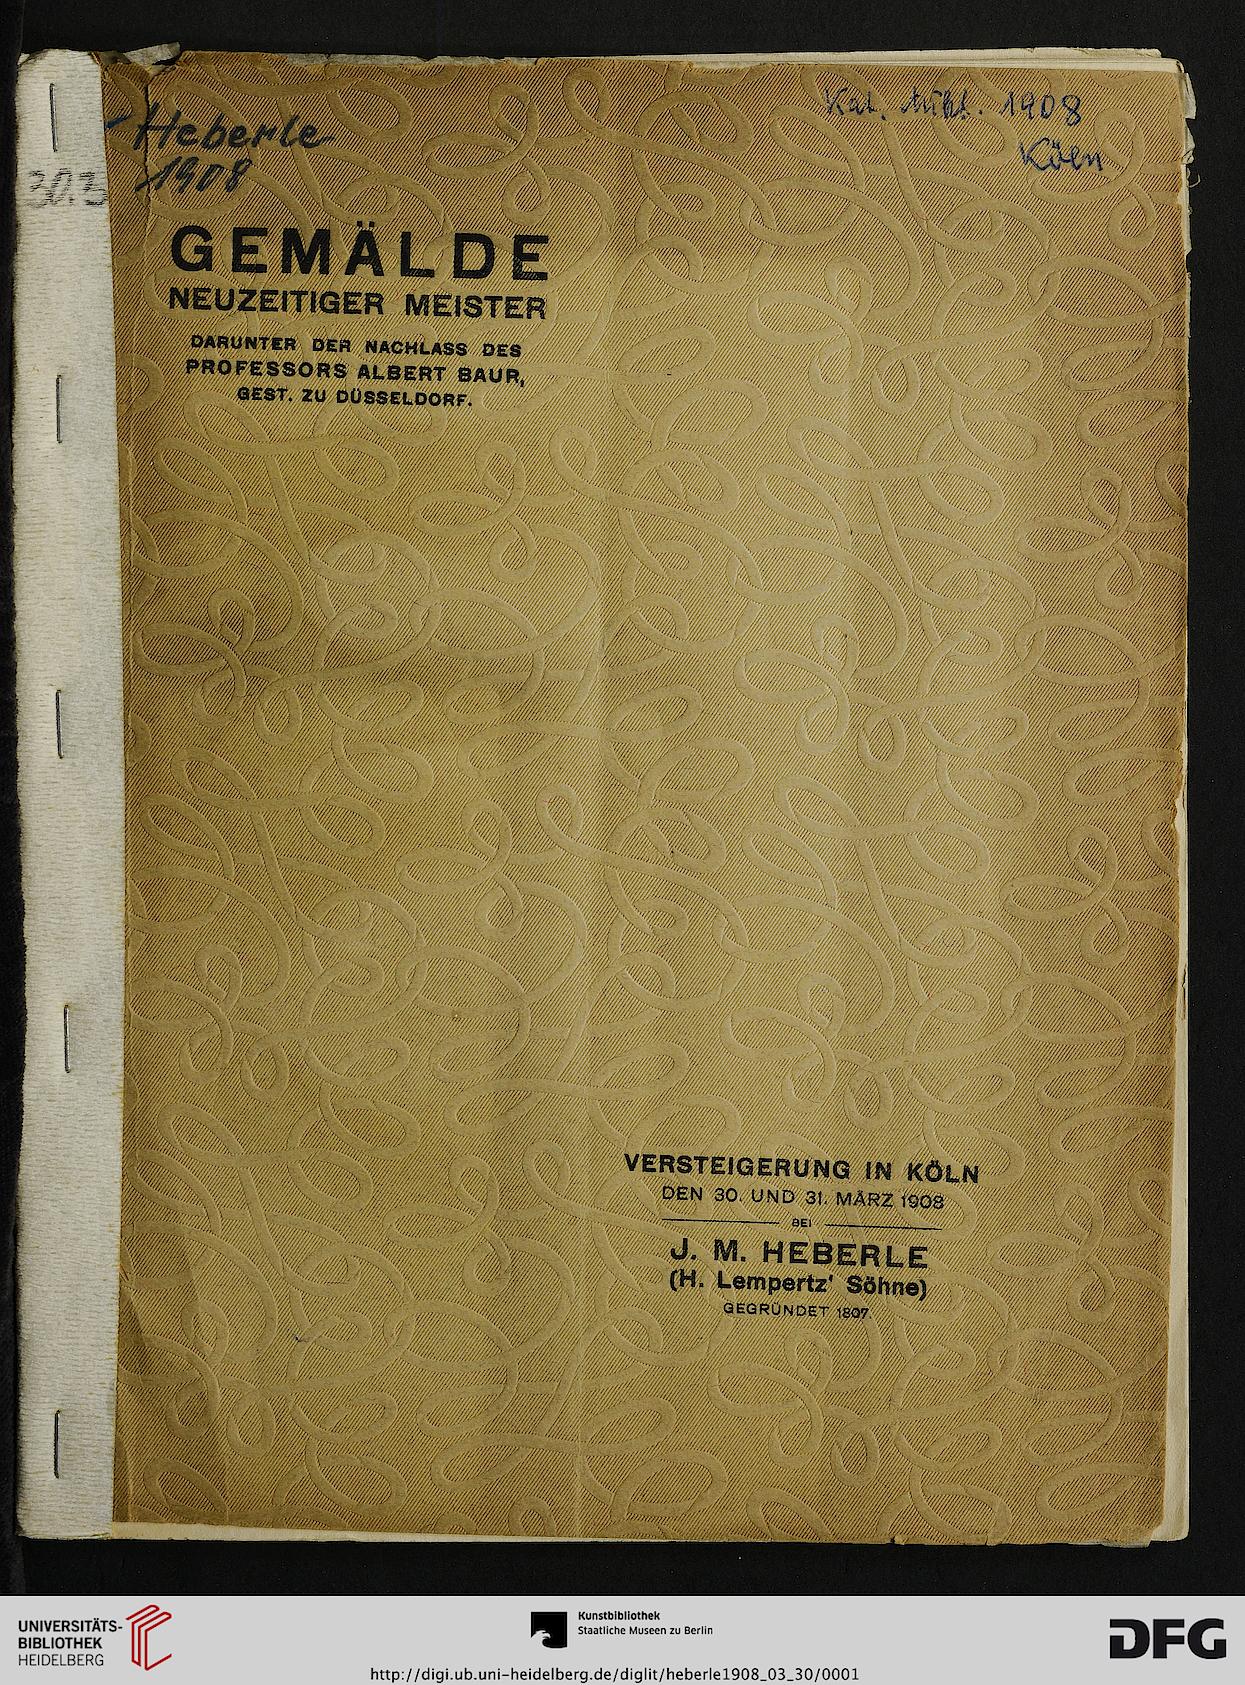 Heberle
1908
30.3
Kat. 1908
Köln
GEMÄLDE
NEUZEITIGER MEISTER
DARUNTER DER NACHLASS DES
PROFESSORS ALBERT BAUR,
GEST. ZU DÜSSELDORF.
VERSTEIGERUNG IN KÖLN
DEN 30. UND 31. MÄRZ 1908
BEI
J. M. HEBERLE
(H. Lempertz' Söhne)
GEGRÜNDET 1807.
UNIVERSITÄTS-
BIBLIOTHEK
HEIDELBERG
Kunstbibliothek
Staatliche Museen zu Berlin
DFG
http://digi.ub.uni-heidelberg.de/diglit/heberle1908_03_30/0001